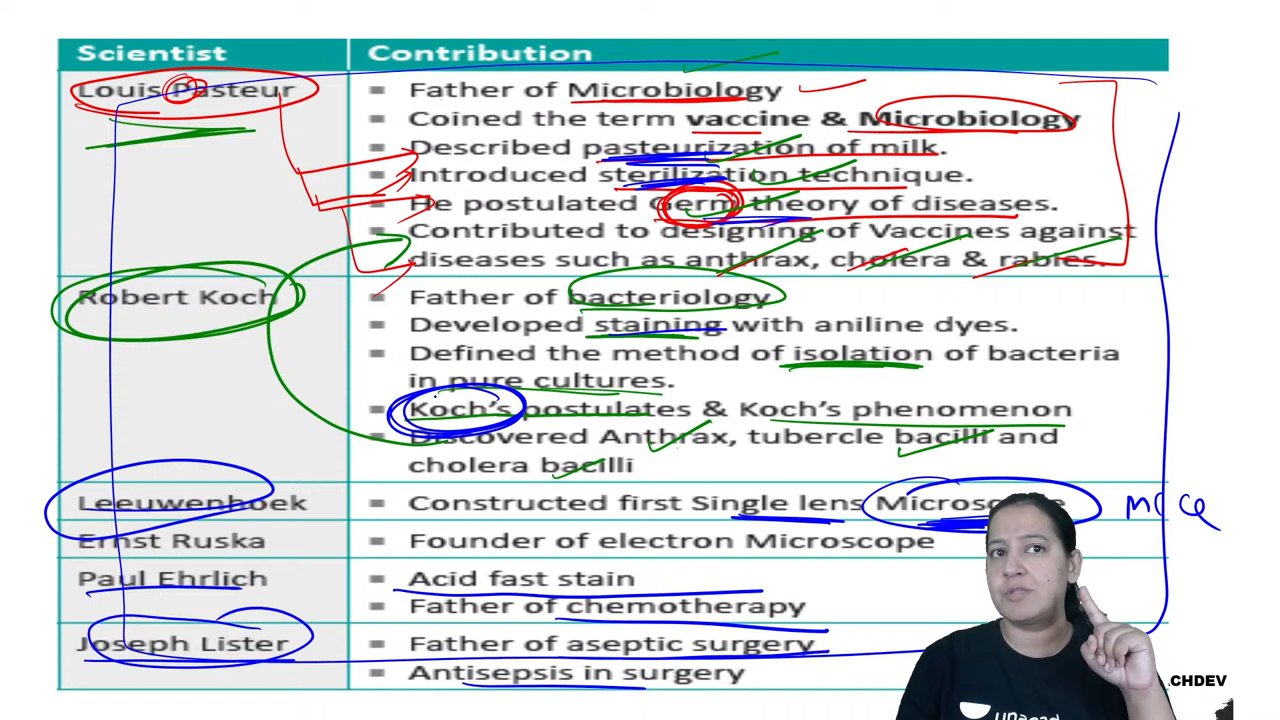 Scientist Contribution
Louis Pasteur
Father of Microbiology
Coined the term vaccine & Microbiology
Described pasteurization of milk.
Introduced sterilization technique.
He postulated Germ theory of diseases.
Contributed to designing of Vaccines against
diseases such as anthrax, cholera & rabies.
Robert Koch
Father of bacteriology
Developed staining with aniline dyes.
Defined the method of isolation of bacteria
in pure cultures.
Koch's postulates & Koch's phenomenon
Discovered Anthrax, tubercle bacilli and
cholera bacilli
Leeuwenhoek
Constructed first Single lens Microscope
MCQ
Ernst Ruska
Founder of electron Microscope
Paul Ehrlich
Acid fast stain
Father of chemotherapy
Joseph Lister
Father of aseptic surgery
Antisepsis in surgery
CHDEV